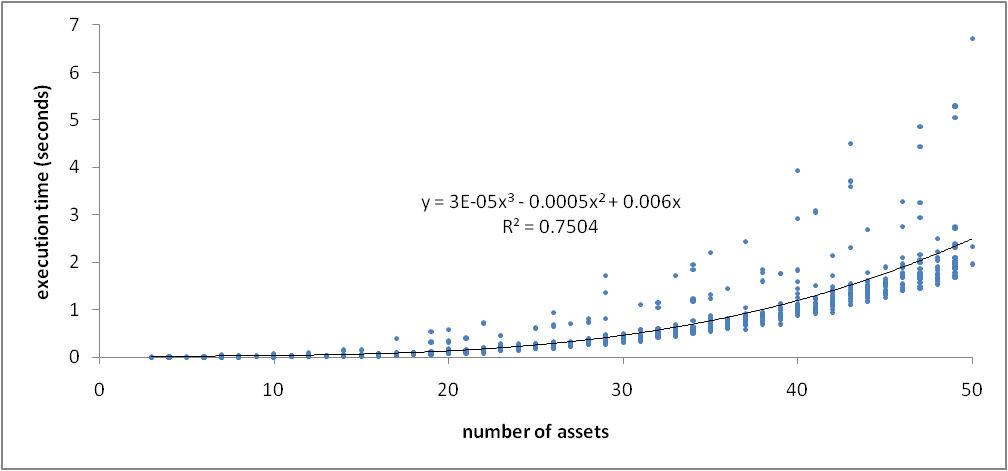 7
6
5
4
3
2
1
0
execution time (seconds)
y = 3E-05x³ - 0.0005x² + 0.006x
R² = 0.7504
0 10 20 30 40 50
number of assets